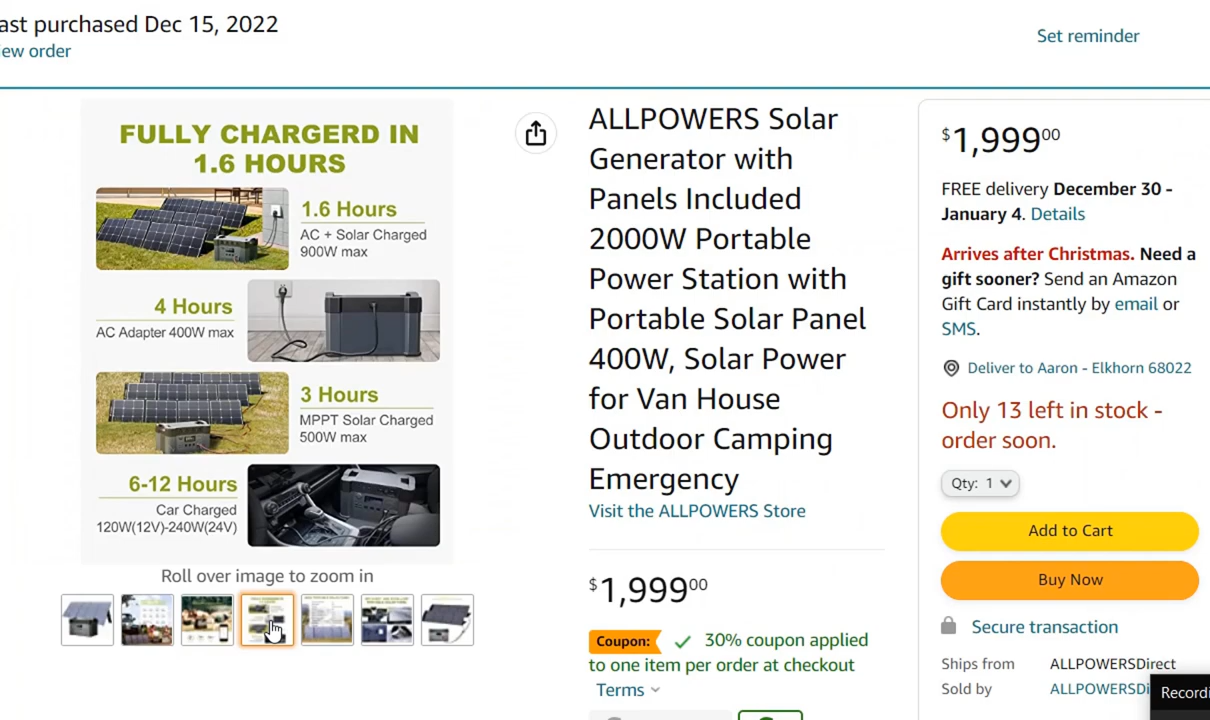 ast purchased Dec 15, 2022
ew order
Set reminder
FULLY CHARGERD IN
1.6 HOURS
1.6 Hours
AC + Solar Charged
900W max
4 Hours
AC Adapter 400W max
3 Hours
MPPT Solar Charged
500W max
6-12 Hours
Car Charged
120W(12V)-240W(24V)
Roll over image to zoom in
ALLPOWERS Solar
Generator with
Panels Included
2000W Portable
Power Station with
Portable Solar Panel
400W, Solar Power
for Van House
Outdoor Camping
Emergency
Visit the ALLPOWERS Store
$1,99900
Coupon: 30% coupon applied
to one item per order at checkout
Terms
$1,99900
FREE delivery December 30 -
January 4. Details
Arrives after Christmas. Need a
gift sooner? Send an Amazon
Gift Card instantly by email or
SMS.
Deliver to Aaron - Elkhorn 68022
Only 13 left in stock -
order soon.
Qty: 1
Add to Cart
Buy Now
Secure transaction
Ships from ALLPOWERSDirect
Sold by ALLPOWERSDi
Recordi